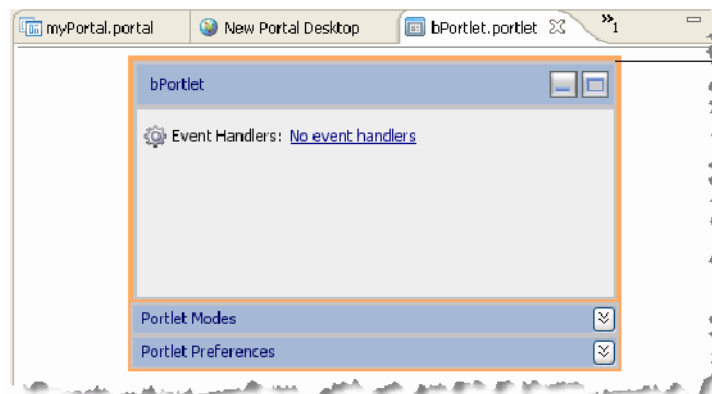 myPortal.portal New Portal Desktop bPortlet.portlet »1
bPortlet
Event Handlers: No event handlers
Portlet Modes
Portlet Preferences